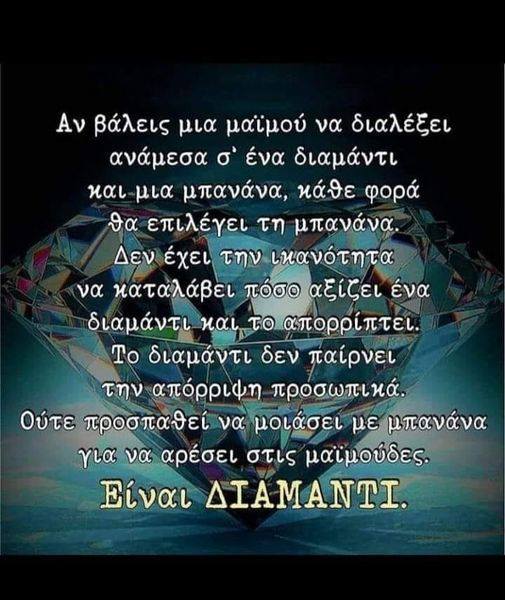 Αν βάλεις μια μαϊμού να διαλέξει
ανάμεσα σ' ένα διαμάντι
και μια μπανάνα, κάθε φορά
θα επιλέγει τη μπανάνα.
Δεν έχει την ικανότητα
να καταλάβει πόσο αξίζει ένα
διαμάντι και το απορρίπτει.
Το διαμάντι δεν παίρνει
την απόρριψη προσωπικά.
Ούτε προσπαθεί να μοιάσει με μπανάνα
για να αρέσει στις μαϊμούδες.
Είναι ΔΙΑΜΑΝΤΙ.